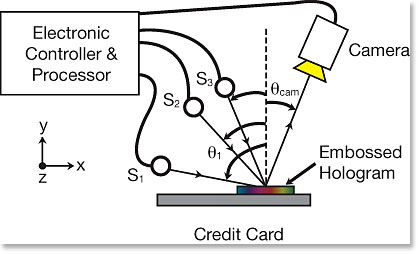 Electronic
Controller &
Processor
Camera
S3
θcam
S2
θ1
S1
y
x
z
Embossed
Hologram
Credit Card